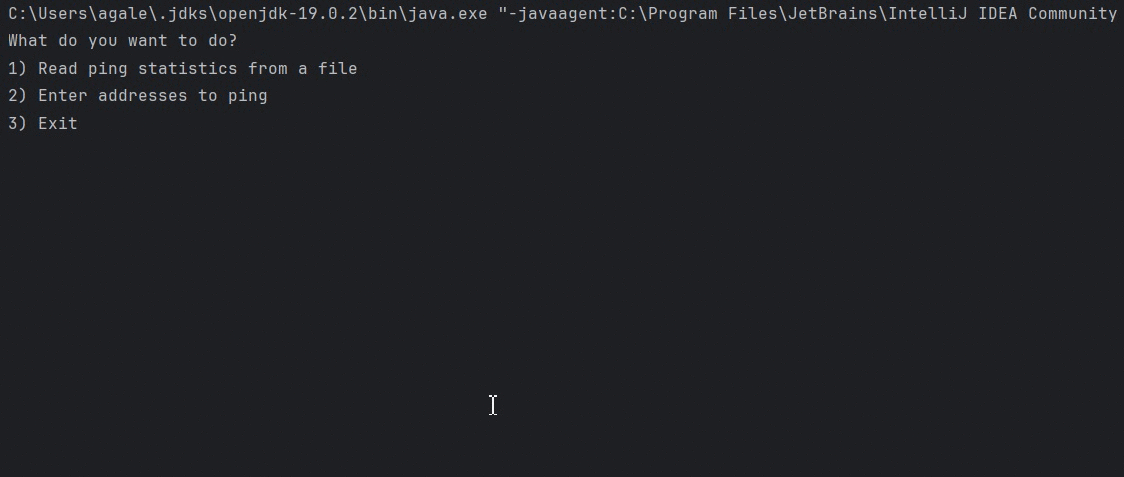 C:\Users\agale\.jdks\openjdk-19.0.2\bin\java.exe "-javaagent:C:\Program Files\JetBrains\IntelliJ IDEA Community
What do you want to do?
1) Read ping statistics from a file
2) Enter addresses to ping
3) Exit